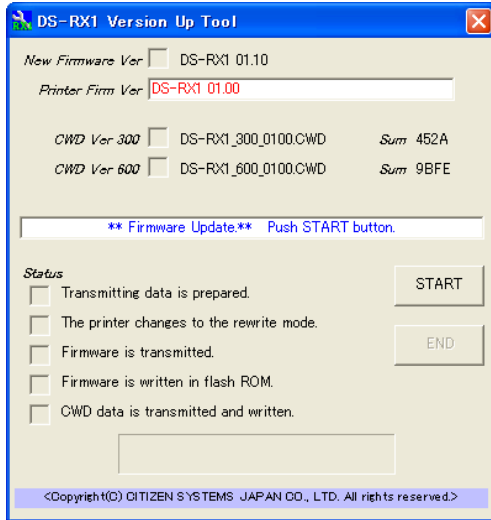 DS-RX1 Version Up Tool
New Firmware Ver DS-RX1 01.10
Printer Firm Ver DS-RX1 01.00
CWD Ver 300 DS-RX1_300_0100.CWD Sum 452A
CWD Ver 600 DS-RX1_600_0100.CWD Sum 9BFE
** Firmware Update.** Push START button.
Status
START
Transmitting data is prepared.
The printer changes to the rewrite mode.
END
Firmware is transmitted.
Firmware is written in flash ROM.
CWD data is transmitted and written.
<Copyright(C) CITIZEN SYSTEMS JAPAN CO., LTD. All rights reserved.>